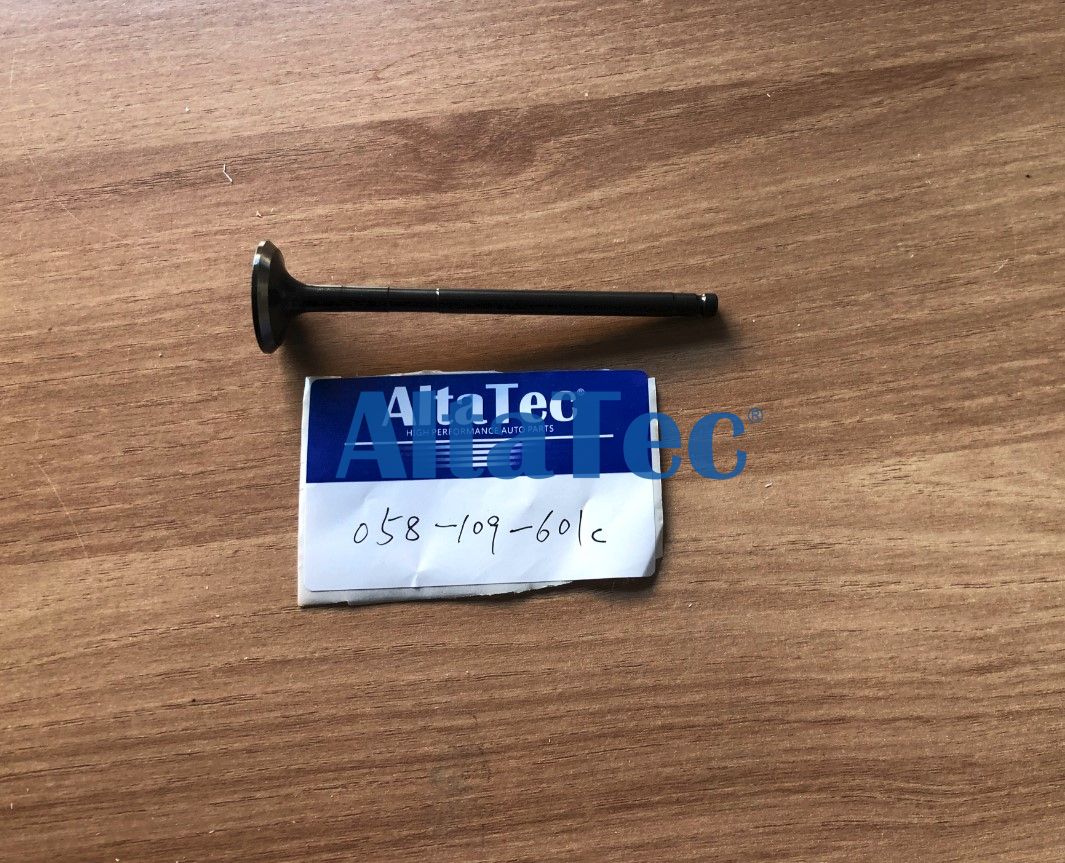 AltaTec®
HIGH PERFORMANCE AUTO PARTS
AltaTec®
058-109-601c